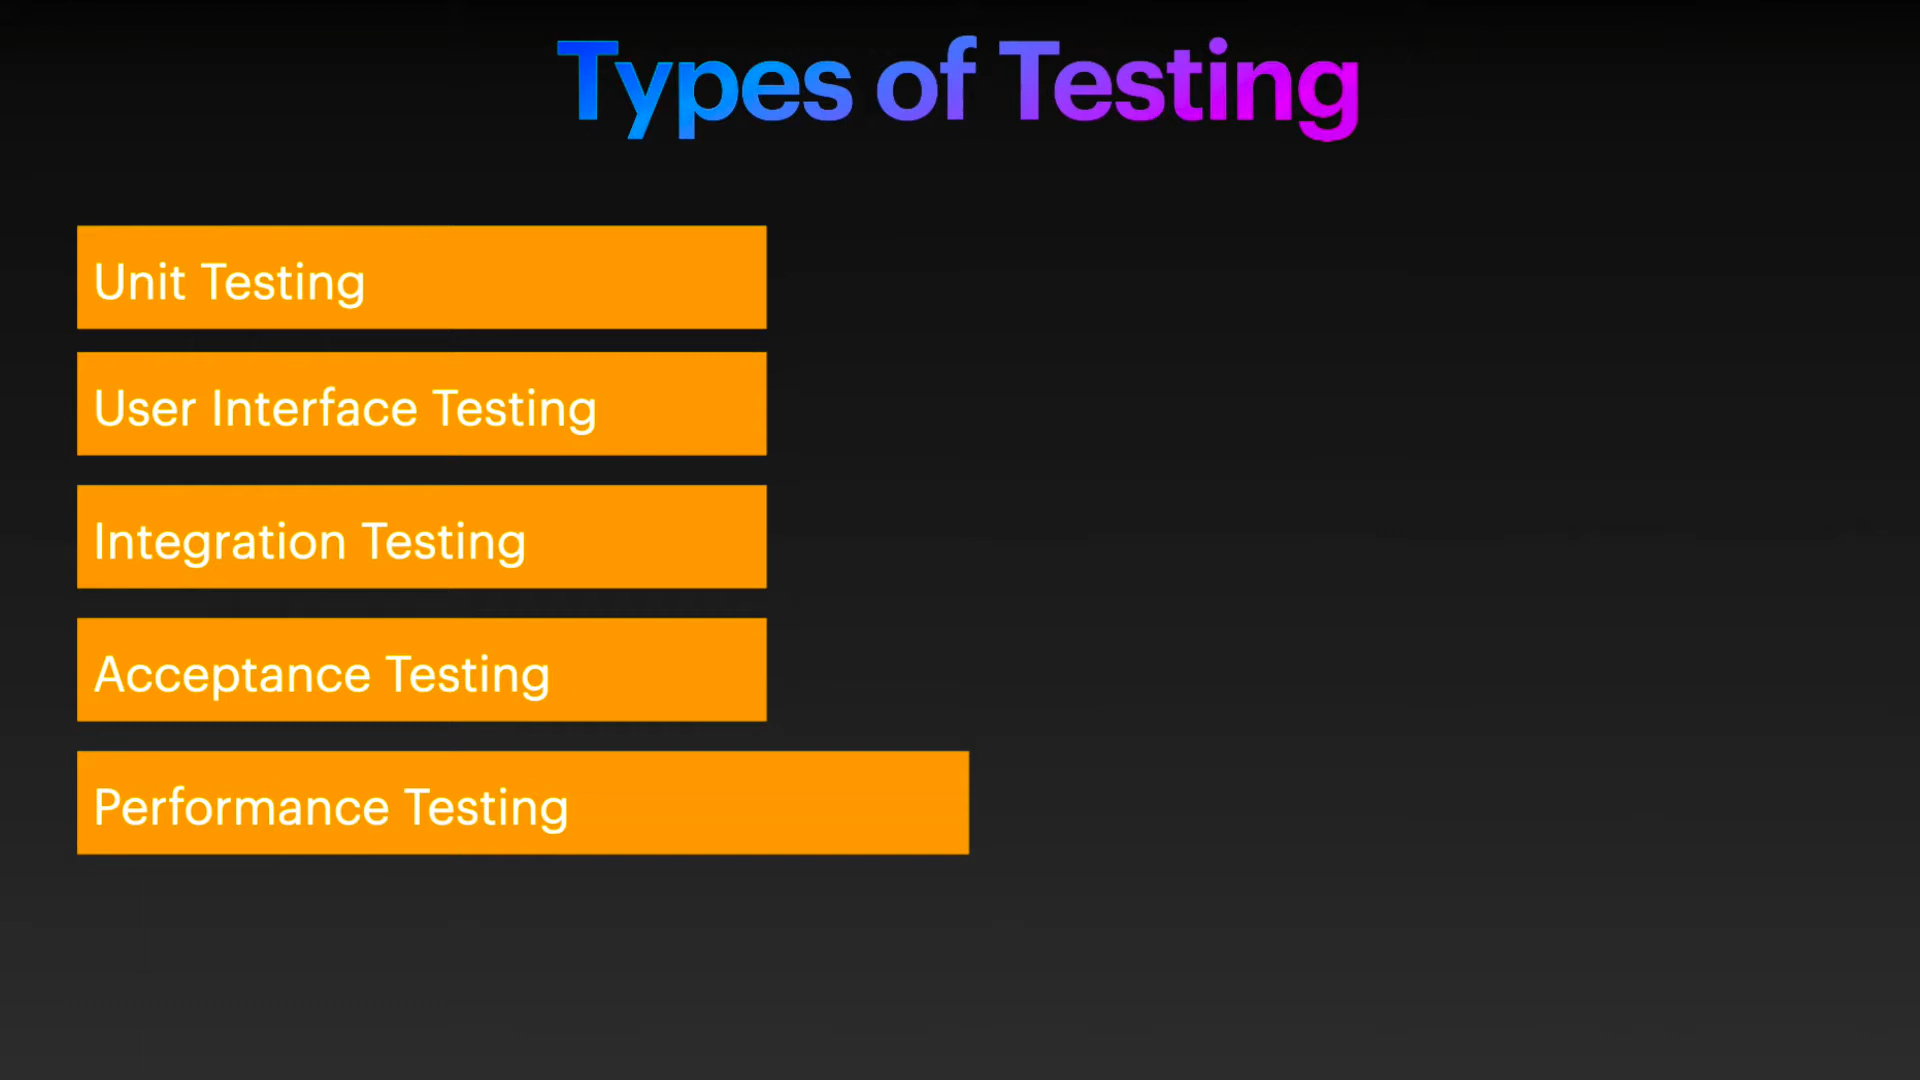 Types of Testing
Unit Testing
User Interface Testing
Integration Testing
Acceptance Testing
Performance Testing